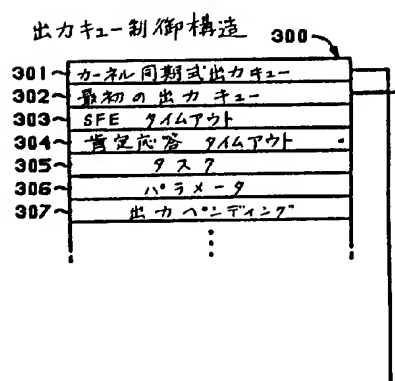 出力キュー制御構造 300
301 カーネル同期式出力キュー
302 最初の出力キュー
303 SFE タイムアウト
304 肯定応答 タイムアウト
305 タスク
306 パラメータ
307 出力ペンディング